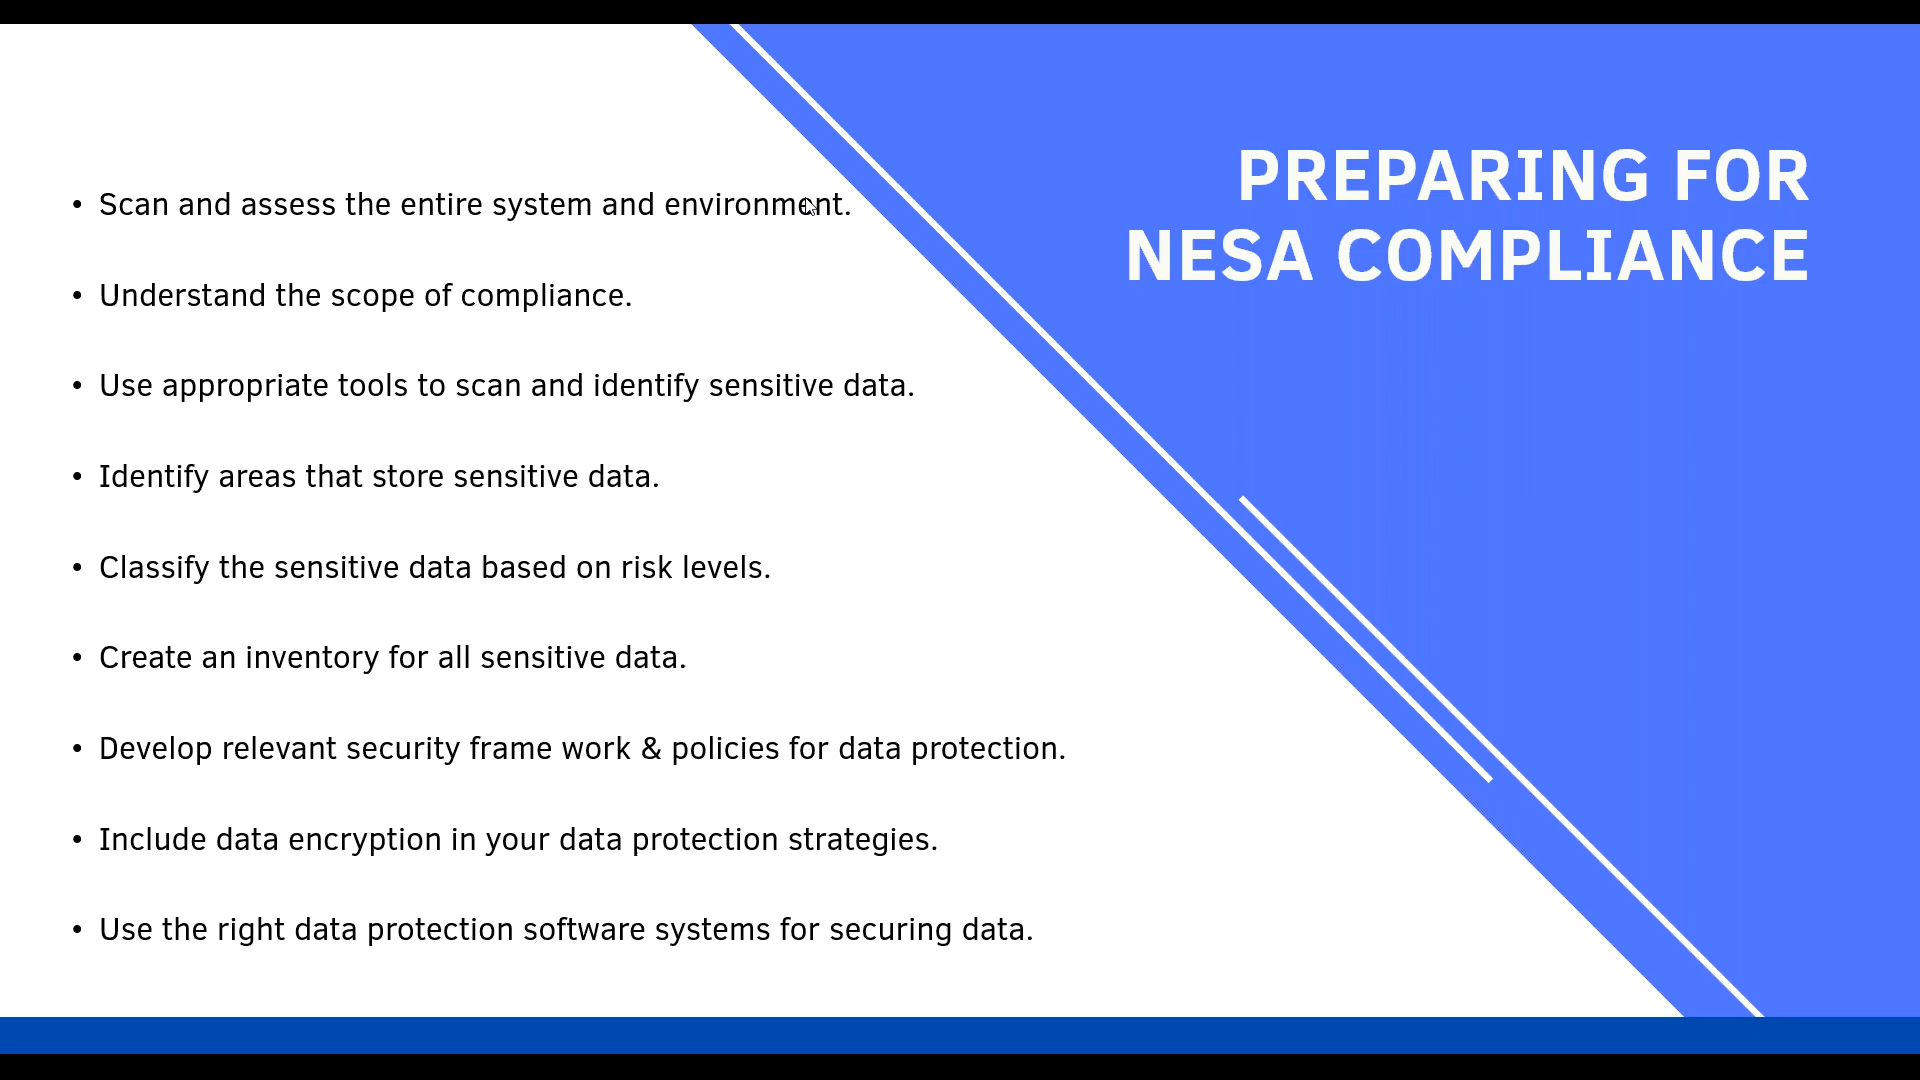 PREPARING FOR
NESA COMPLIANCE
• Scan and assess the entire system and environment.
• Understand the scope of compliance.
• Use appropriate tools to scan and identify sensitive data.
• Identify areas that store sensitive data.
• Classify the sensitive data based on risk levels.
• Create an inventory for all sensitive data.
• Develop relevant security frame work & policies for data protection.
• Include data encryption in your data protection strategies.
• Use the right data protection software systems for securing data.